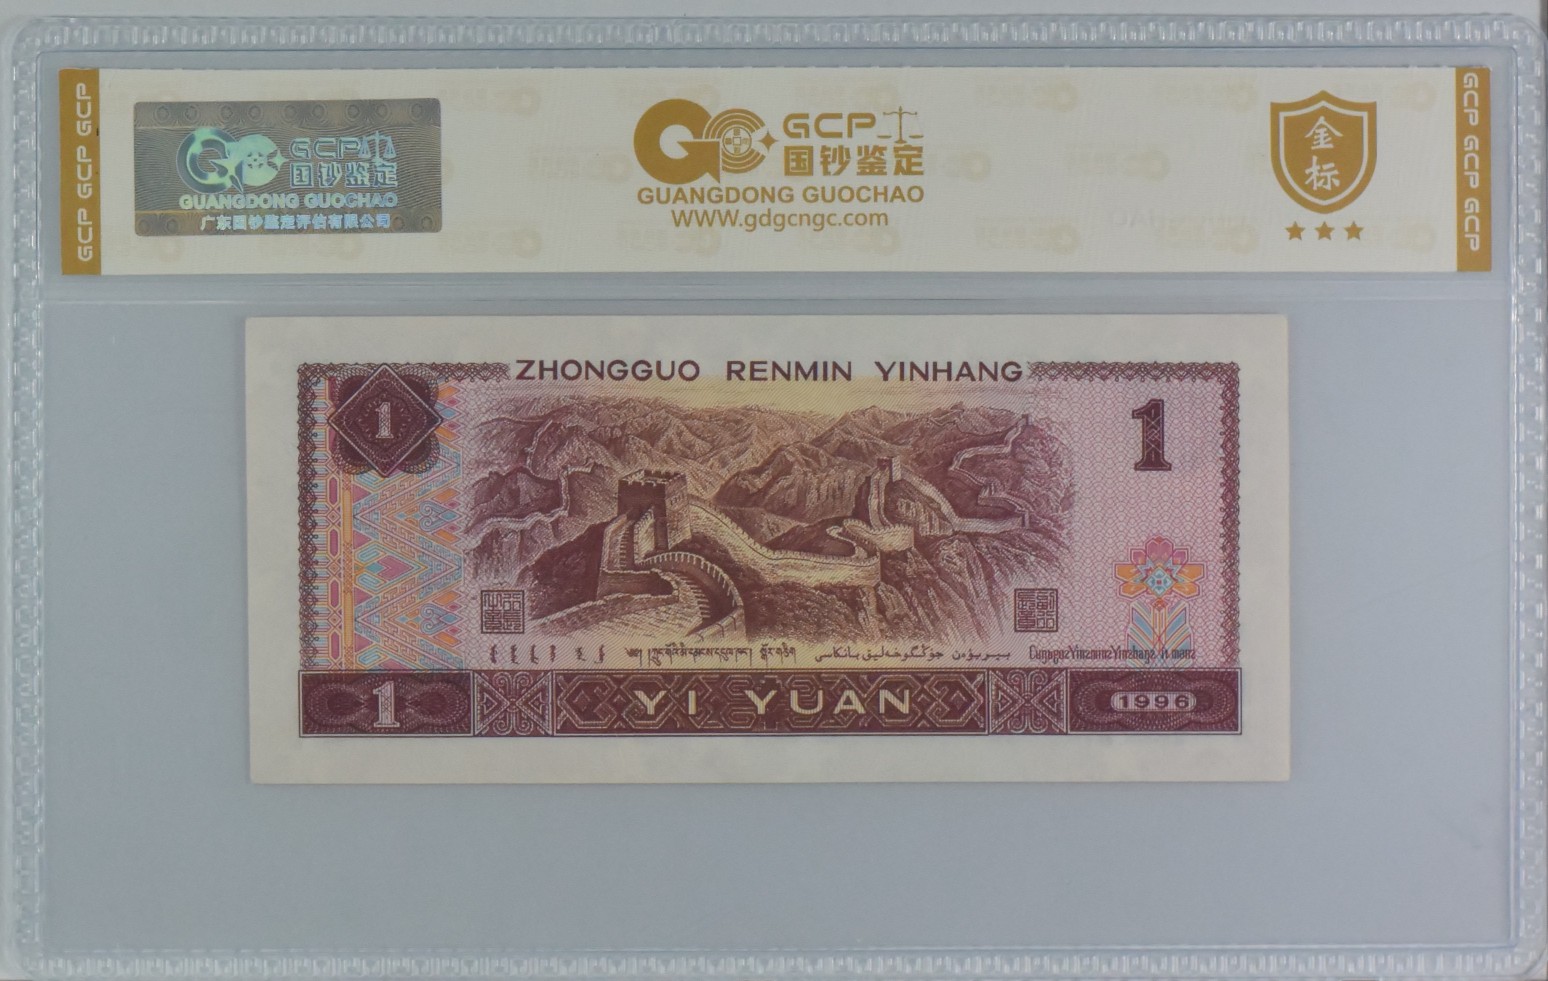 GCP GCP GCP
GCP
国钞鉴定
GUANGDONG GUOCHAO
广东国钞鉴定评估有限公司
GCP
国钞鉴定
GUANGDONG GUOCHAO
WWW.gdgcngc.com
金标
GCP GCP GCP
ZHONGGUO RENMIN YINHANG
1
1
1
YI YUAN
1996